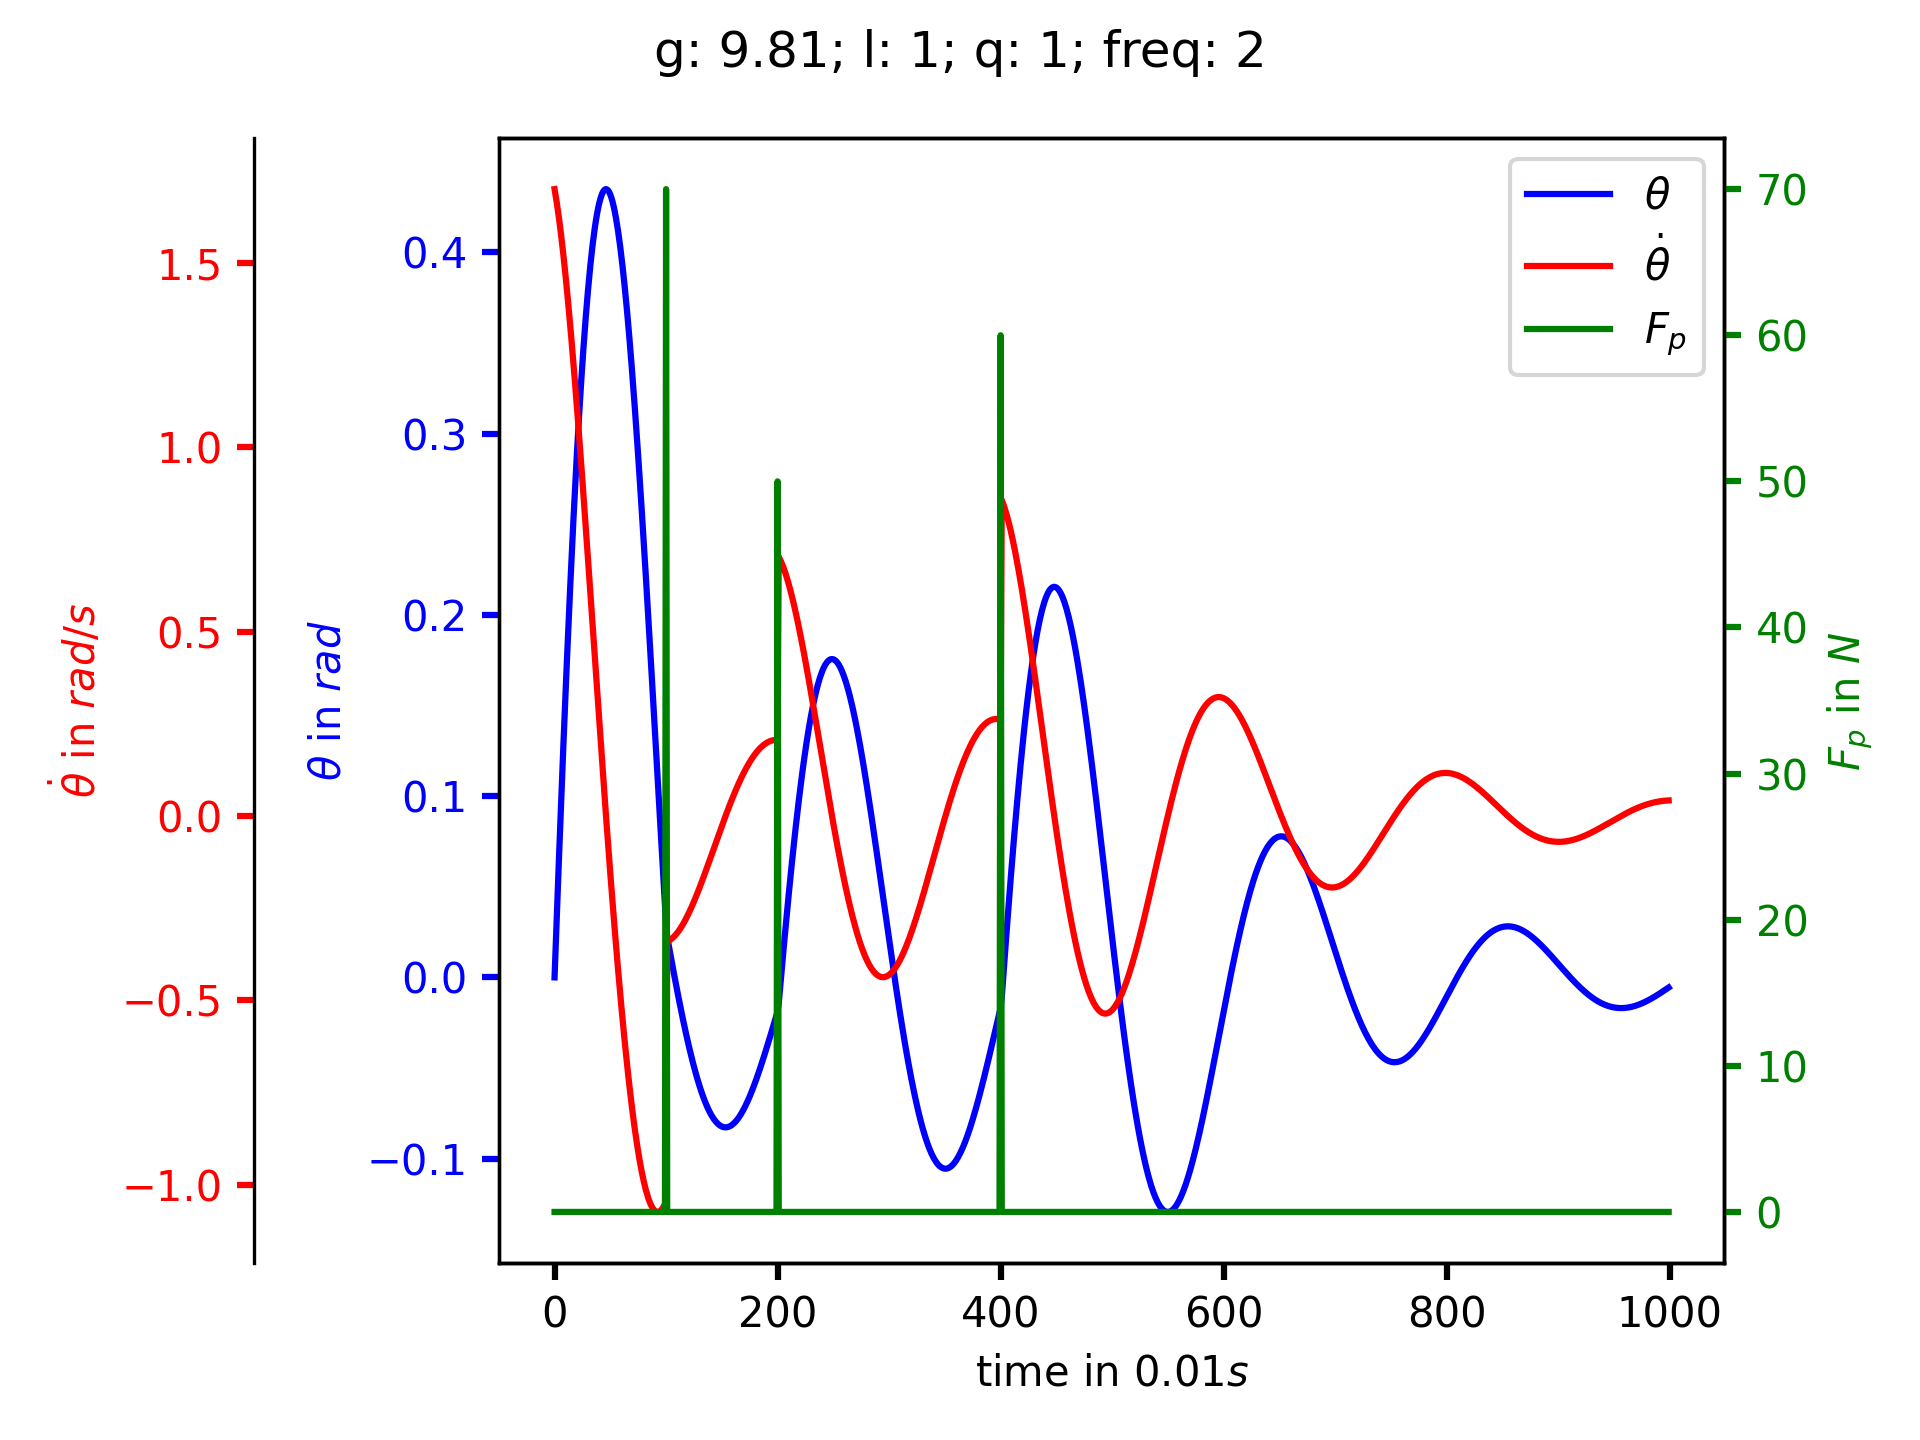 g: 9.81; l: 1; q: 1; freq: 2
θ
θ̇
F_p
1.5
1.0
0.5
0.0
−0.5
−1.0
θ̇ in rad/s
0.4
0.3
0.2
0.1
0.0
−0.1
θ in rad
70
60
50
40
30
20
10
0
F_p in N
0 200 400 600 800 1000
time in 0.01s